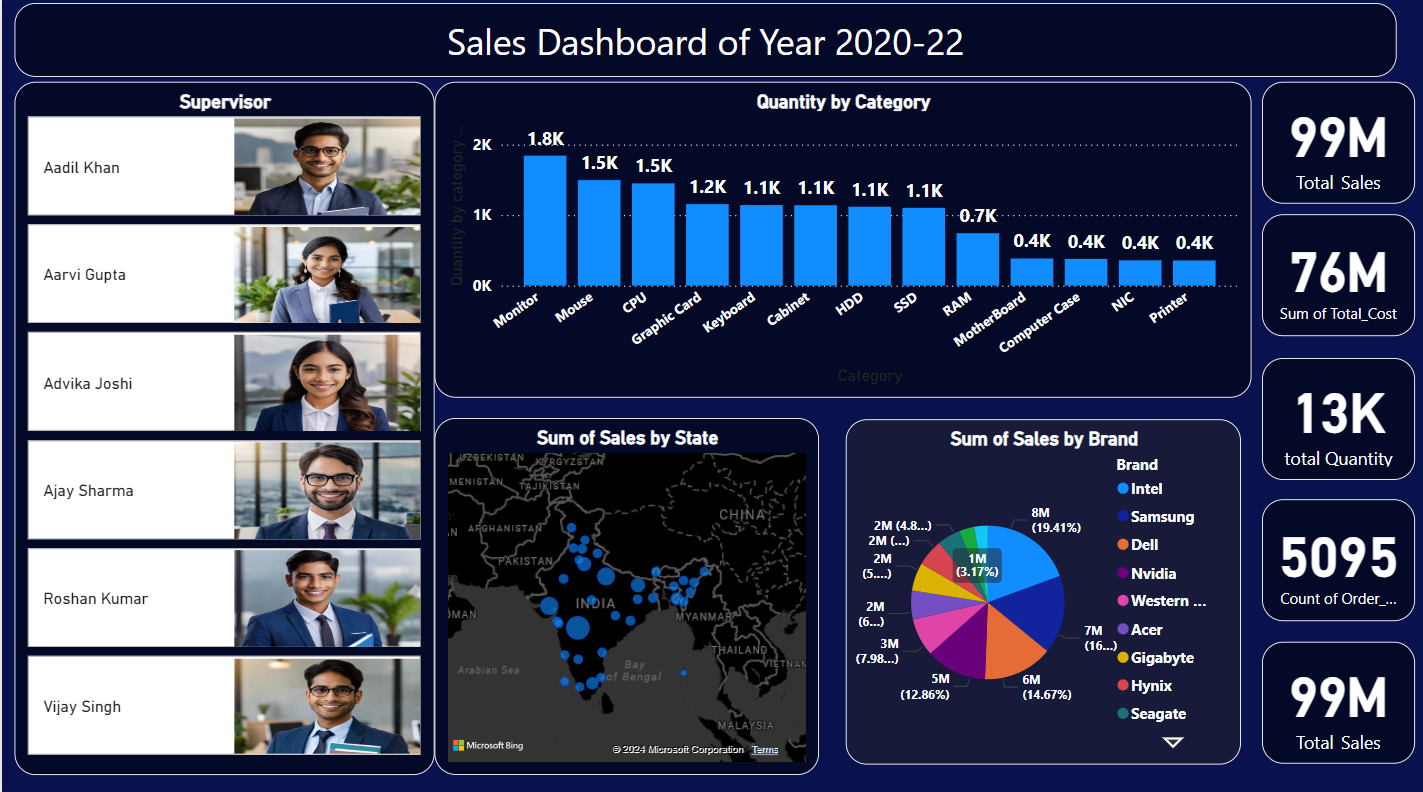 Sales Dashboard of Year 2020-22
Supervisor
Aadil Khan
Aarvi Gupta
Advika Joshi
Ajay Sharma
Roshan Kumar
Vijay Singh
Quantity by Category
Quantity by category ...
2K
1K
0K
1.8K
1.5K
1.5K
1.2K
1.1K
1.1K
1.1K
1.1K
0.7K
0.4K
0.4K
0.4K
0.4K
Monitor
Mouse
CPU
Graphic Card
Keyboard
Cabinet
HDD
SSD
RAM
MotherBoard
Computer Case
NIC
Printer
Category
Sum of Sales by State
UZBEKISTAN
KYRGYZSTAN
MENISTAN
TAJIKISTAN
CHINA
AFGHANISTAN
PAKISTAN
INDIA
OMAN
MYANMAR
THAILAND
VIETNAM
Arabian Sea
Bay
of Bengal
MALAYSIA
Microsoft Bing
© 2024 Microsoft Corporation Terms
Sum of Sales by Brand
8M
(19.41%)
7M
(16...)
6M
(14.67%)
5M
(12.86%)
3M
(7.98...)
2M
(6...)
2M
(5....)
2M (...)
2M (4.8...)
1M
(3.17%)
Brand
Intel
Samsung
Dell
Nvidia
Western ...
Acer
Gigabyte
Hynix
Seagate
99M
Total Sales
76M
Sum of Total_Cost
13K
total Quantity
5095
Count of Order_...
99M
Total Sales